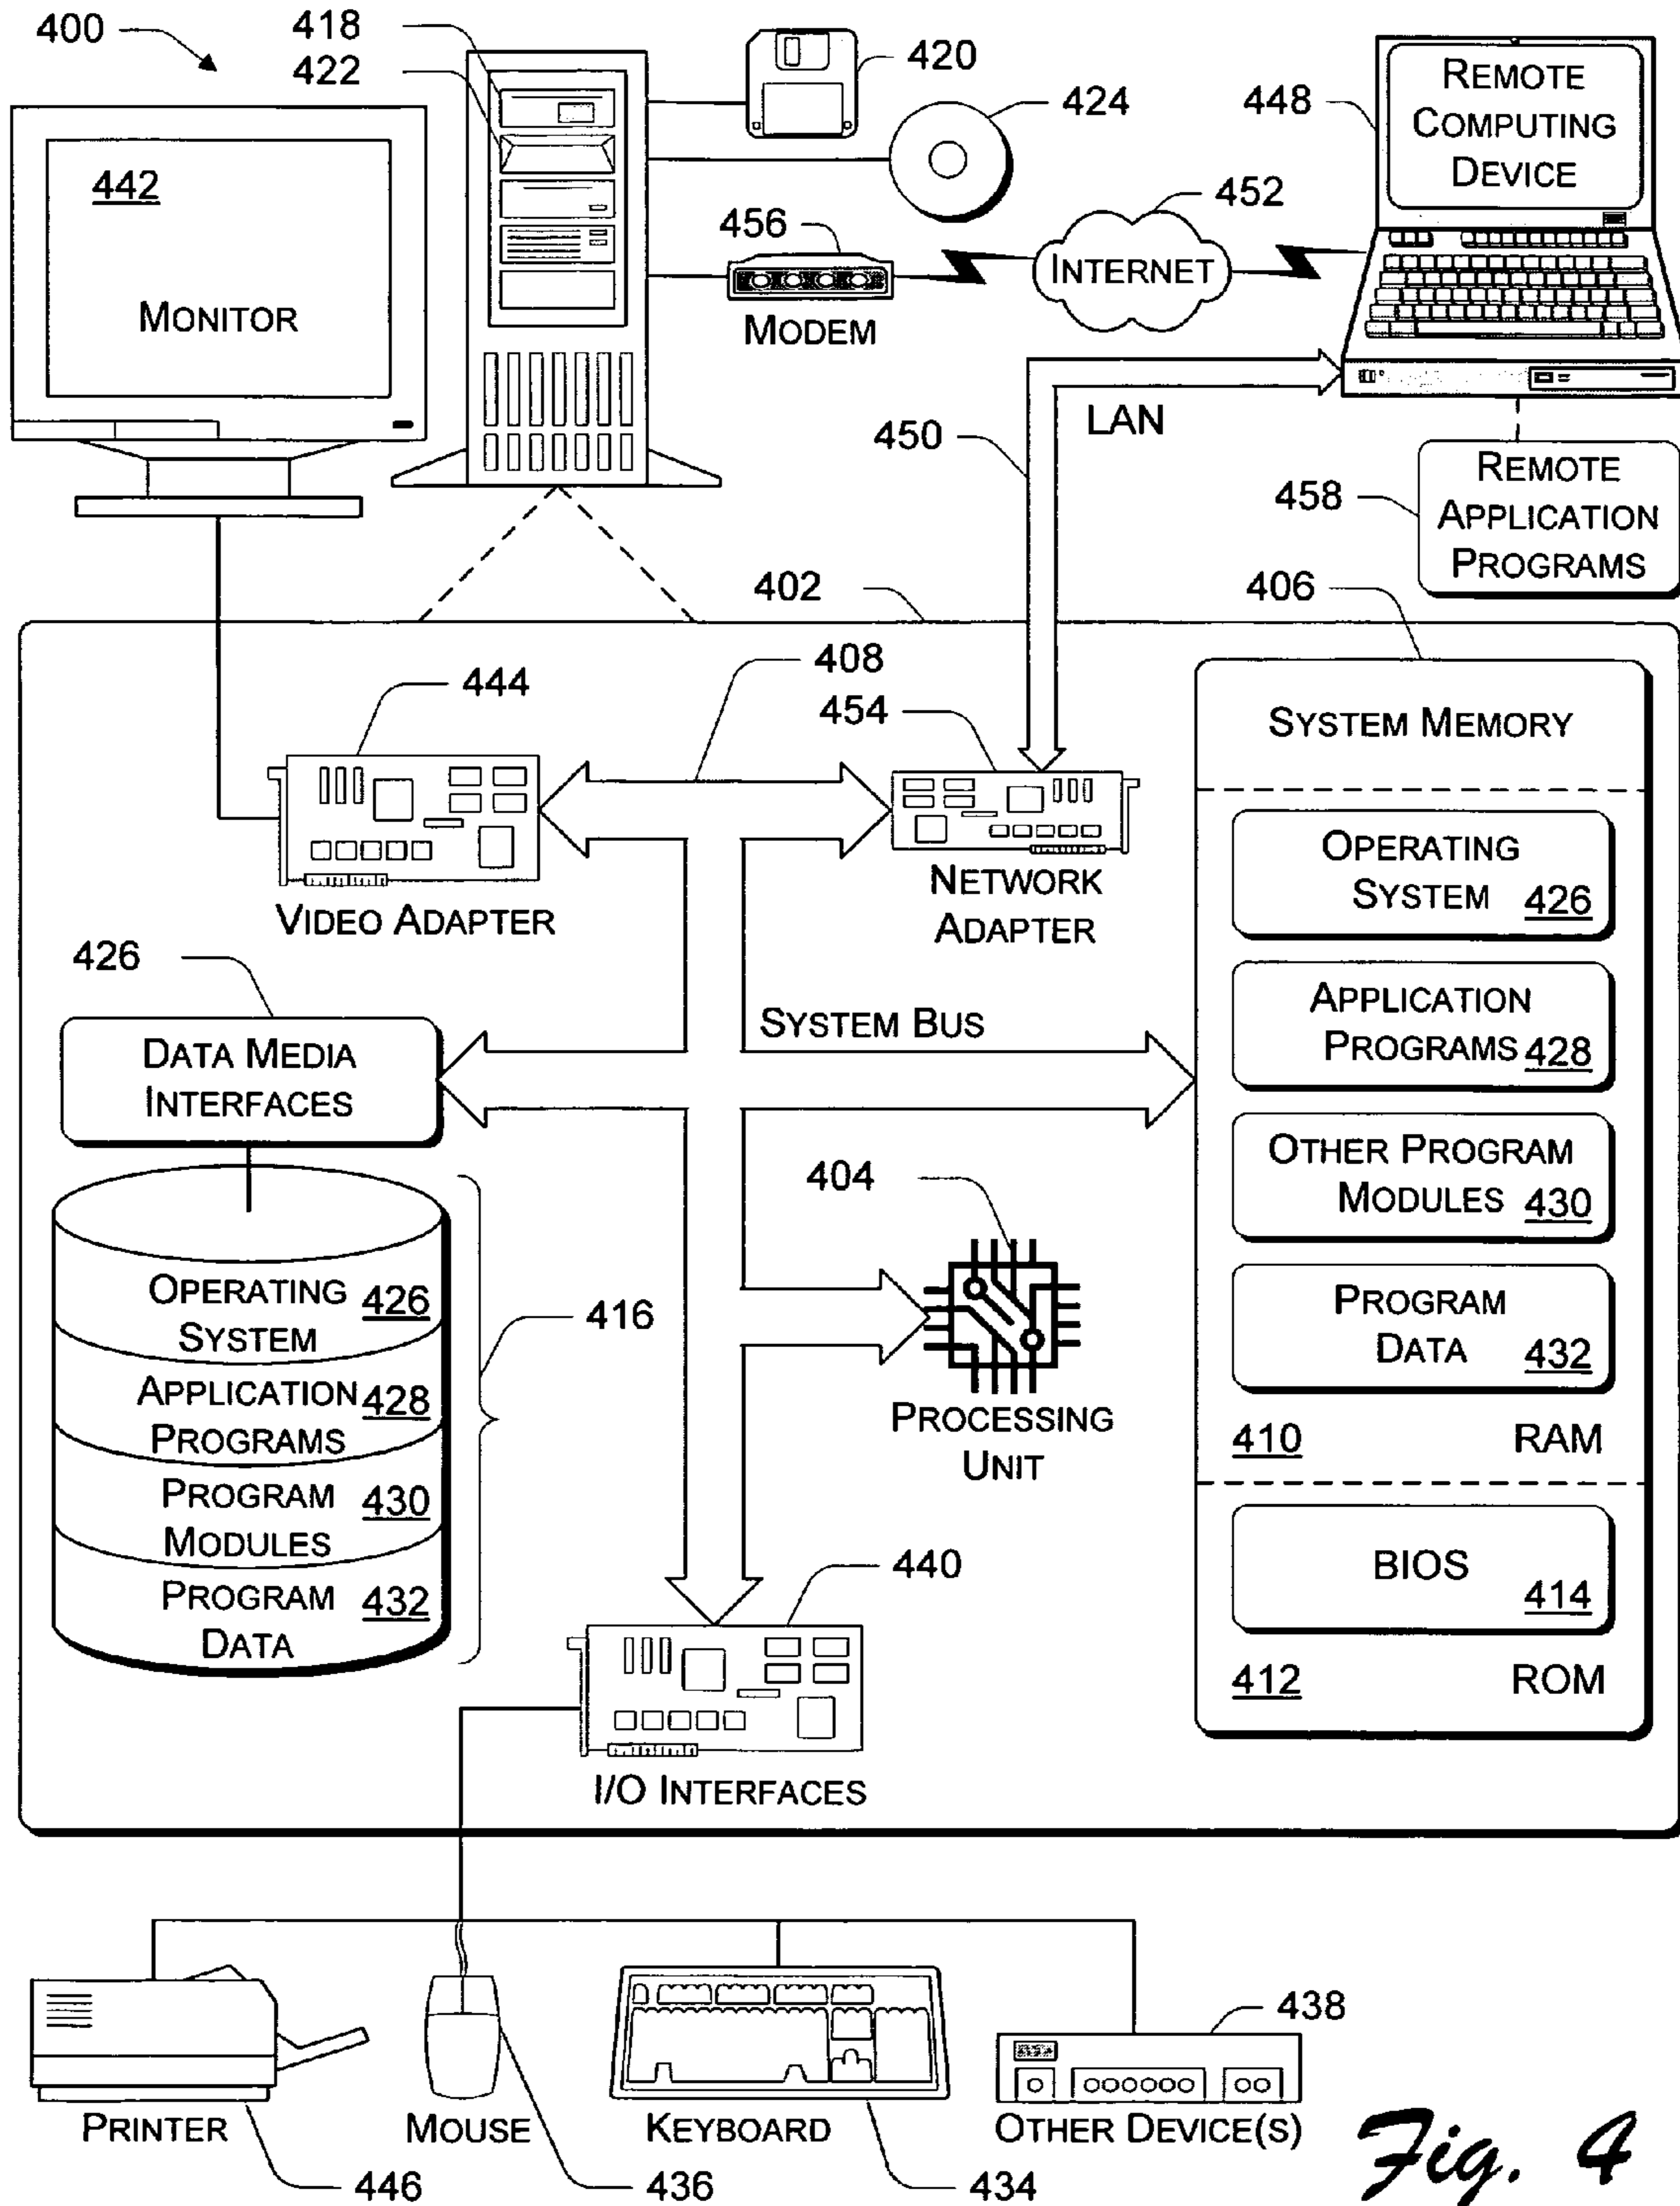 400
418
422
420
424
448
REMOTE
COMPUTING
DEVICE
442
MONITOR
456
MODEM
452
INTERNET
LAN
450
458
REMOTE
APPLICATION
PROGRAMS
402
406
408
444
454
VIDEO ADAPTER
NETWORK
ADAPTER
SYSTEM MEMORY
OPERATING
SYSTEM 426
APPLICATION
PROGRAMS 428
OTHER PROGRAM
MODULES 430
PROGRAM
DATA 432
410 RAM
BIOS
414
412 ROM
426
DATA MEDIA
INTERFACES
SYSTEM BUS
404
PROCESSING
UNIT
OPERATING 426
SYSTEM
APPLICATION 428
PROGRAMS
PROGRAM 430
MODULES
PROGRAM 432
DATA
416
440
I/O INTERFACES
PRINTER
446
MOUSE
436
KEYBOARD
434
438
OTHER DEVICE(S)
Fig. 4